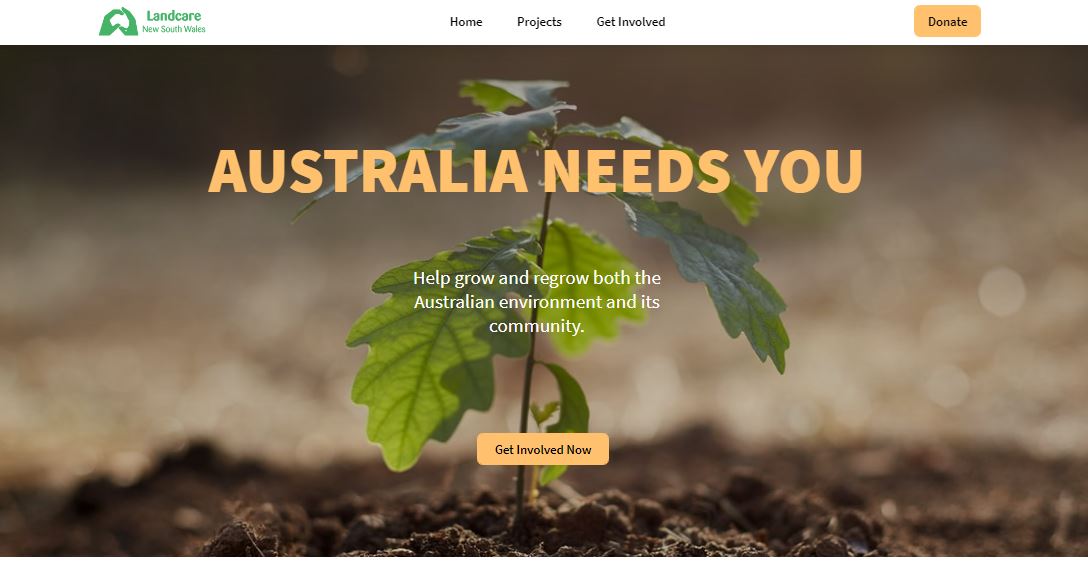 Landcare
New South Wales
Home
Projects
Get Involved
Donate
AUSTRALIA NEEDS YOU
Help grow and regrow both the
Australian environment and its
community.
Get Involved Now